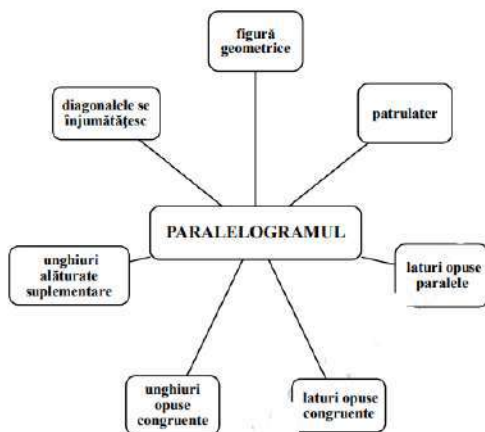 figură
geometrice
diagonalele se
înjumătățesc
patrulater
PARALELOGRAMUL
unghiuri
alăturate
suplementare
laturi opuse
paralele
unghiuri
opuse
congruente
laturi opuse
congruente